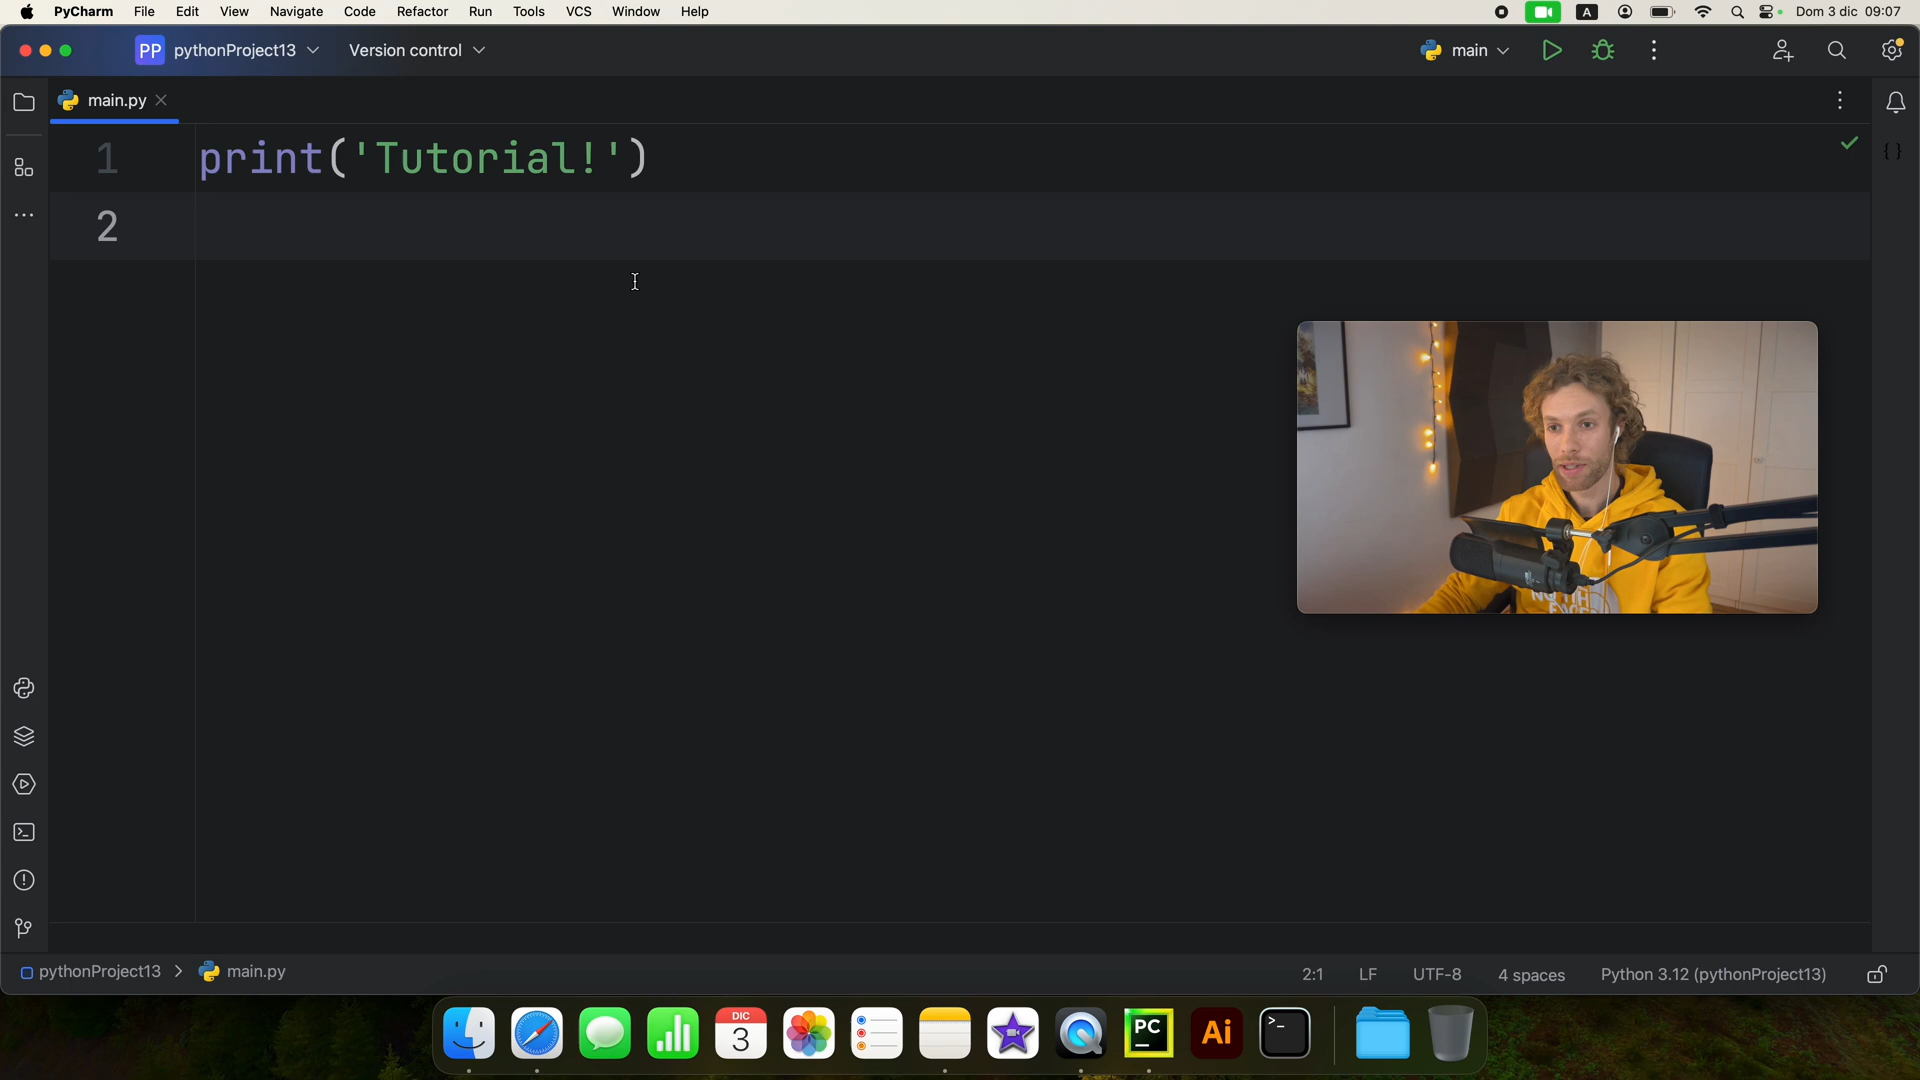 PyCharm File Edit View Navigate Code Refactor Run Tools VCS Window Help A Dom 3 dic 09:07
PP pythonProject13 Version control main
main.py
1 print('Tutorial!')
2
NORTH
FACE
pythonProject13 > main.py 2:1 LF UTF-8 4 spaces Python 3.12 (pythonProject13)
DIC
3
PC
Ai
>_